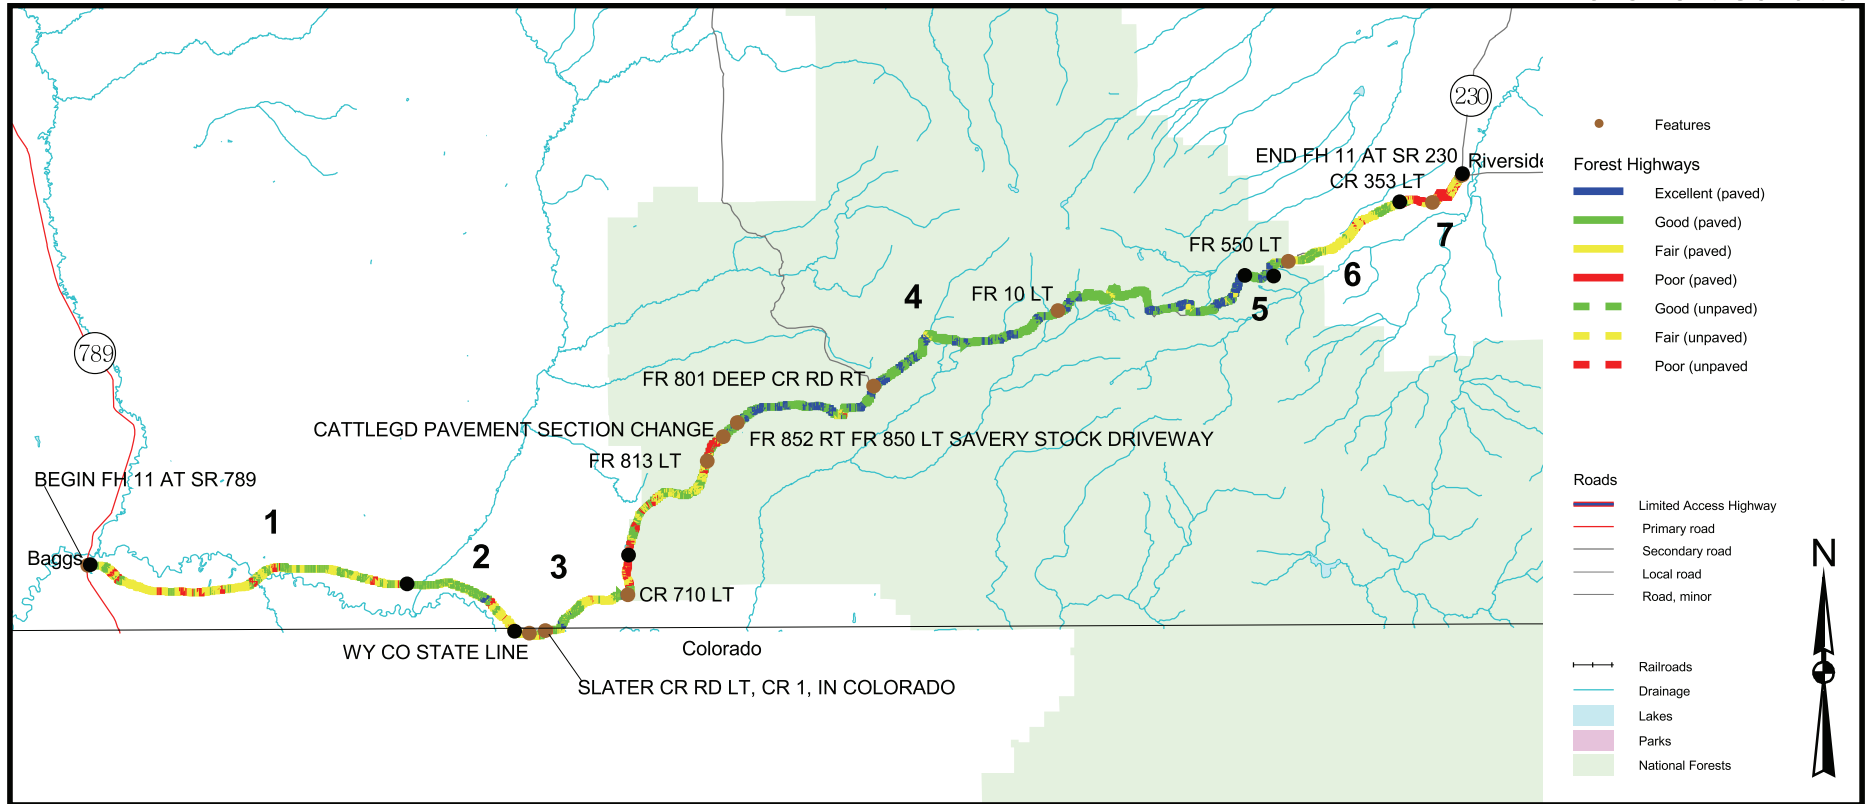 230
END FH 11 AT SR 230
Riverside
CR 353 LT
7
FR 550 LT
6
5
4
FR 10 LT
789
FR 801 DEEP CR RD RT
CATTLEGD PAVEMENT SECTION CHANGE
FR 852 RT FR 850 LT SAVERY STOCK DRIVEWAY
FR 813 LT
BEGIN FH 11 AT SR 789
1
2
3
Baggs
CR 710 LT
WY CO STATE LINE
Colorado
SLATER CR RD LT, CR 1, IN COLORADO
Features
Forest Highways
Excellent (paved)
Good (paved)
Fair (paved)
Poor (paved)
Good (unpaved)
Fair (unpaved)
Poor (unpaved
Roads
Limited Access Highway
Primary road
Secondary road
Local road
Road, minor
Railroads
Drainage
Lakes
Parks
National Forests
N